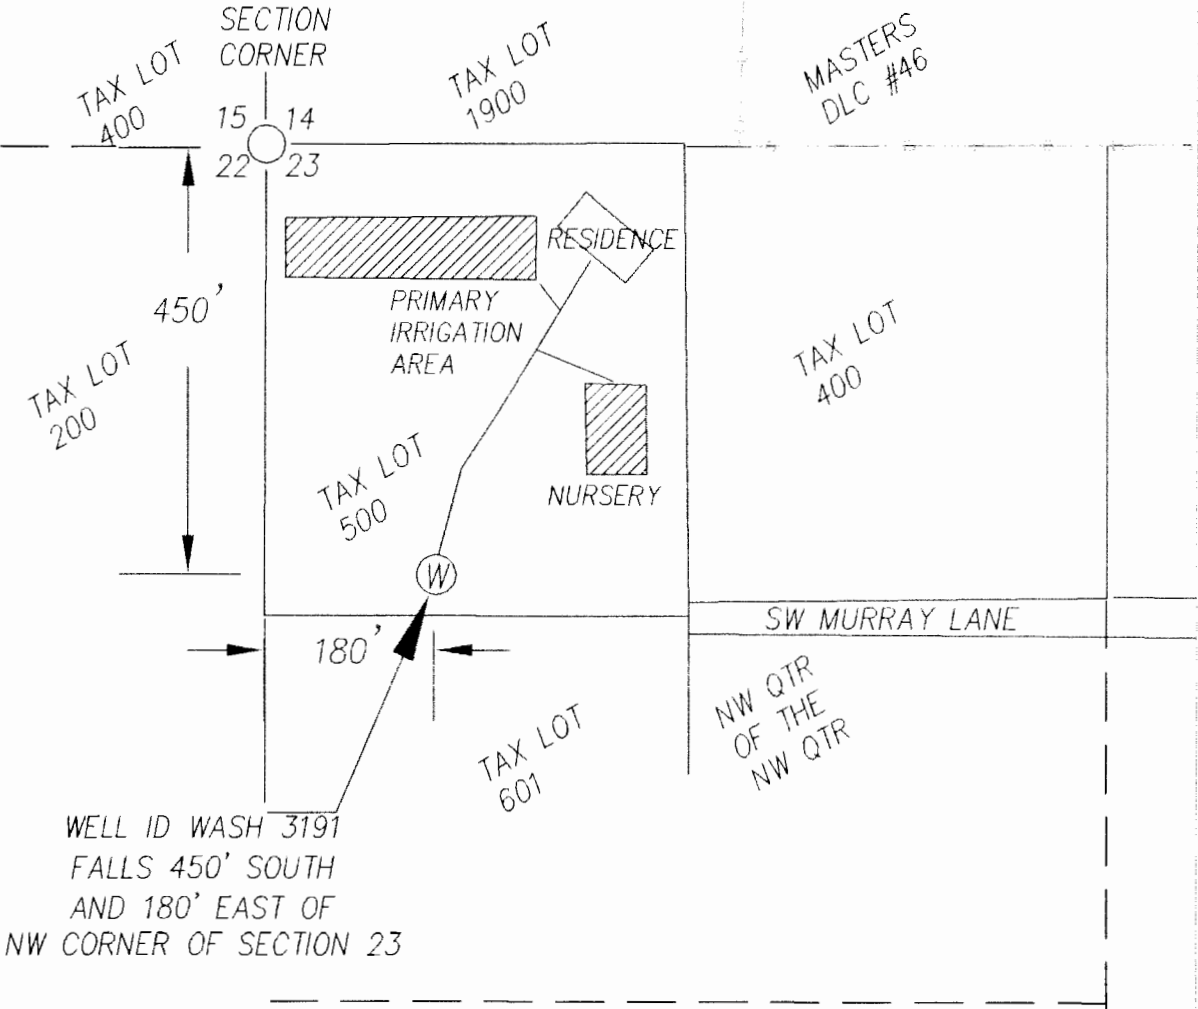 SECTION
CORNER
TAX LOT
400
TAX LOT
1900
MASTERS
DLC #46
15 14
22 23
RESIDENCE
PRIMARY
IRRIGATION
AREA
450'
TAX LOT
200
TAX LOT
400
TAX LOT
500
NURSERY
W
SW MURRAY LANE
180'
NW QTR
OF THE
NW QTR
TAX LOT
601
WELL ID WASH 3191
FALLS 450' SOUTH
AND 180' EAST OF
NW CORNER OF SECTION 23